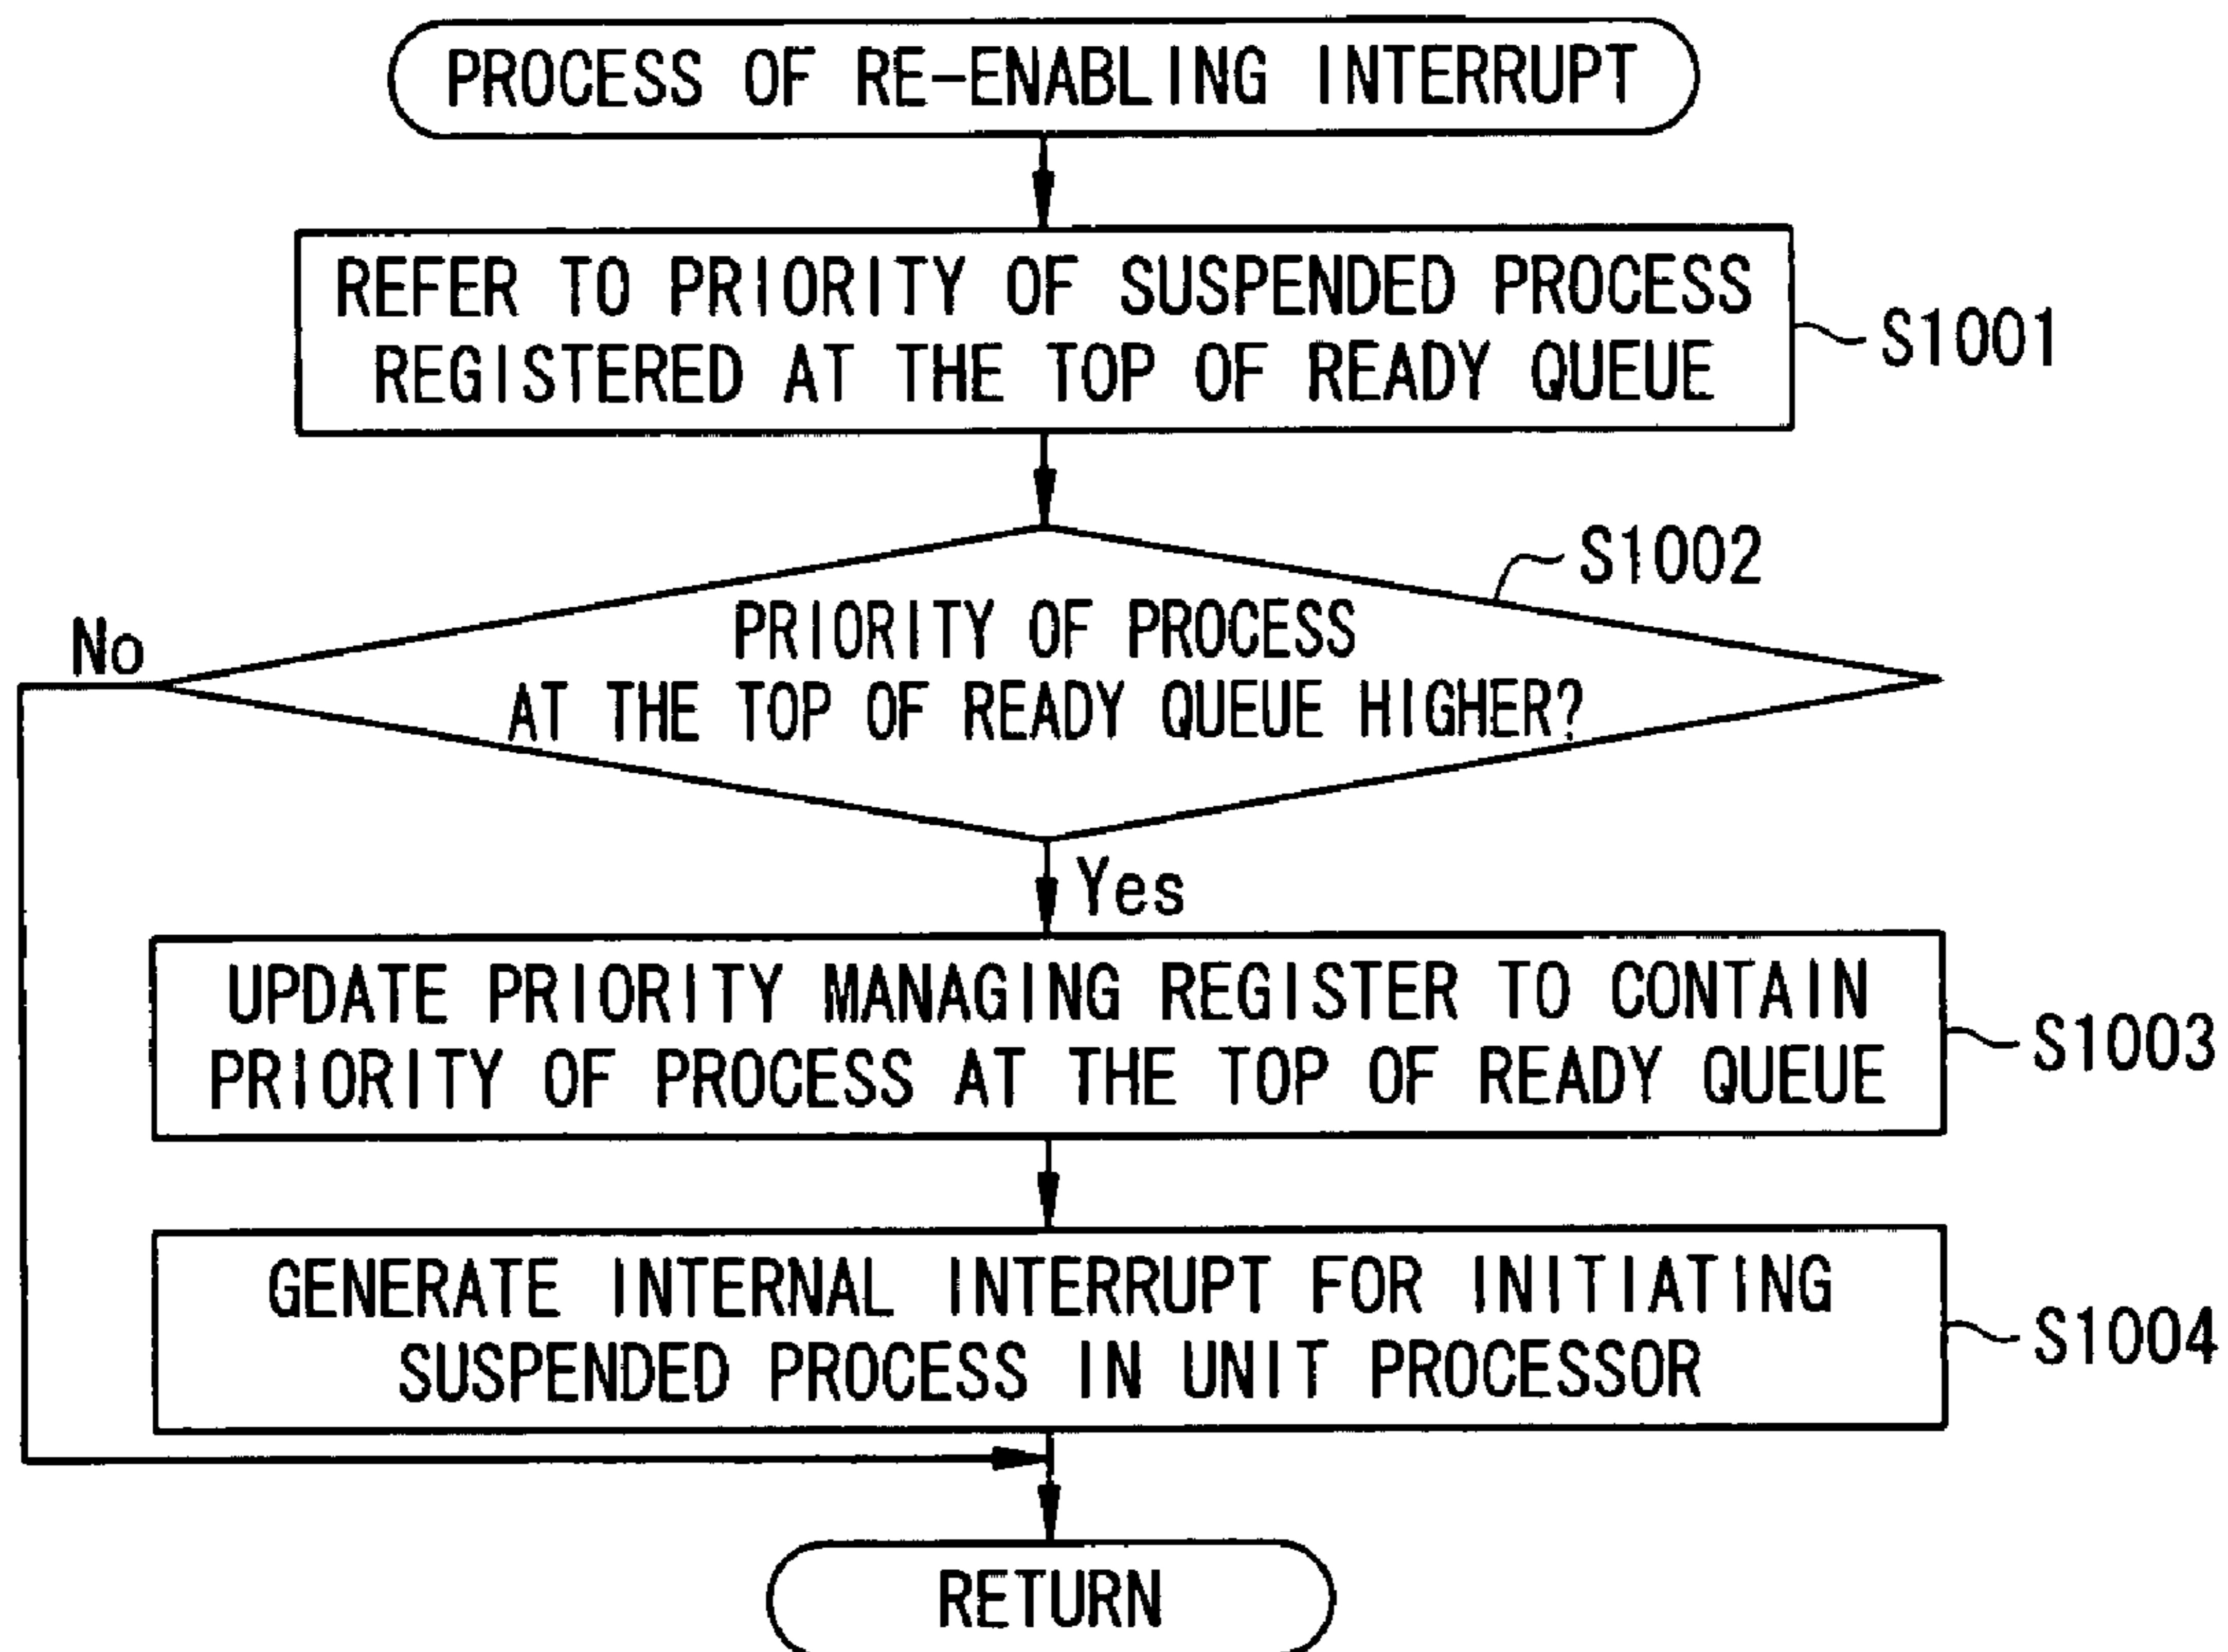 PROCESS OF RE-ENABLING INTERRUPT
REFER TO PRIORITY OF SUSPENDED PROCESS
REGISTERED AT THE TOP OF READY QUEUE
S1001
S1002
No
PRIORITY OF PROCESS
AT THE TOP OF READY QUEUE HIGHER?
Yes
UPDATE PRIORITY MANAGING REGISTER TO CONTAIN
PRIORITY OF PROCESS AT THE TOP OF READY QUEUE
S1003
GENERATE INTERNAL INTERRUPT FOR INITIATING
SUSPENDED PROCESS IN UNIT PROCESSOR
S1004
RETURN